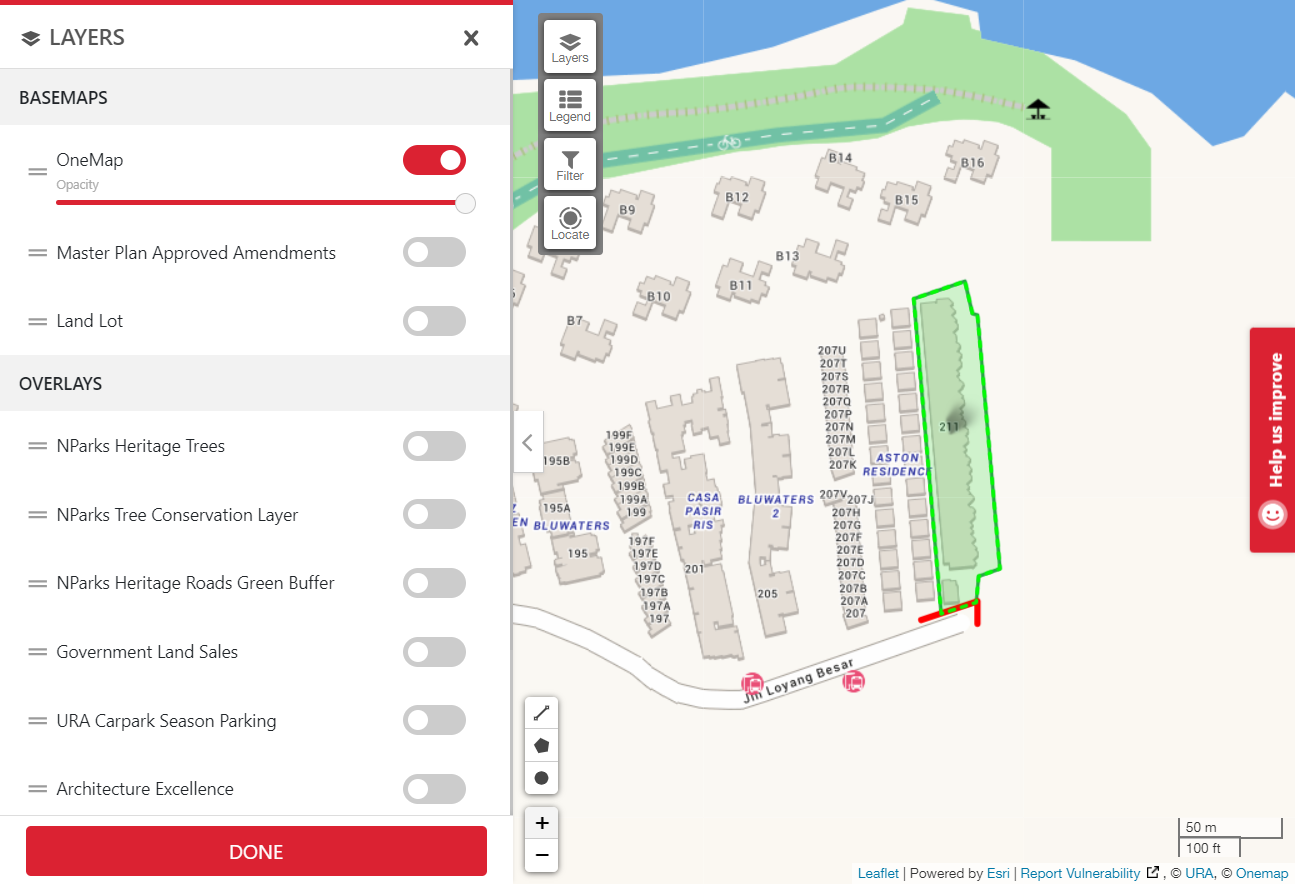 LAYERS
BASEMAPS
OneMap
Opacity
Master Plan Approved Amendments
Land Lot
OVERLAYS
NParks Heritage Trees
NParks Tree Conservation Layer
NParks Heritage Roads Green Buffer
Government Land Sales
URA Carpark Season Parking
Architecture Excellence
DONE
Layers
Legend
Filter
Locate
B14
B16
B12
B15
B9
B13
B11
B10
B7
207U
207T
207S
207R
207Q
207P
207N
207M
207L
207K
211
ASTON
RESIDENCE
199F
199E
199D
199C
199B
199A
199
195B
195A
EN
BLUWATERS
195
CASA
PASIR
RIS
BLUWATERS
2
207V
207J
207H
207G
207F
207E
207D
207C
207B
207A
207
197F
197E
197D
197C
197B
197A
197
201
205
Jln Loyang Besar
Help us improve
+
−
50 m
100 ft
Leaflet | Powered by Esri | Report Vulnerability , © URA, © Onemap